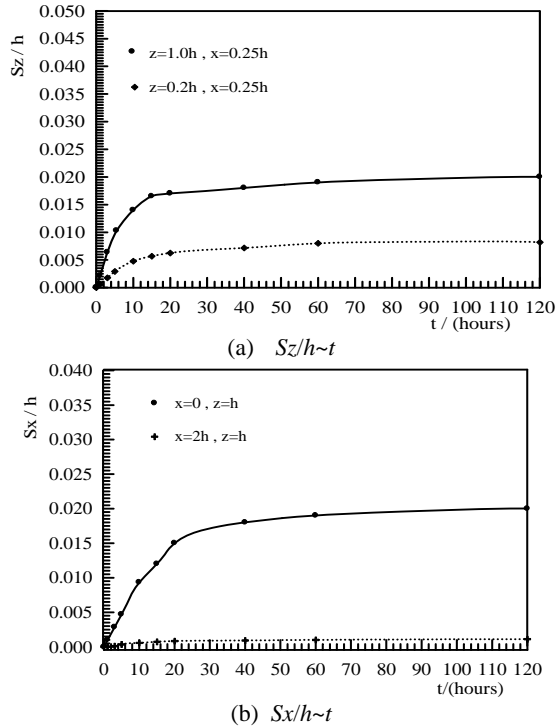 Sz / h
0.050
0.045
0.040
0.035
0.030
0.025
0.020
0.015
0.010
0.005
0.000
z=1.0h , x=0.25h
z=0.2h , x=0.25h
0 10 20 30 40 50 60 70 80 90 100 110 120
t / (hours)
(a) Sz/h~t
Sx / h
0.040
0.035
0.030
0.025
0.020
0.015
0.010
0.005
0.000
x=0 , z=h
x=2h , z=h
0 10 20 30 40 50 60 70 80 90 100 110 120
t/(hours)
(b) Sx/h~t